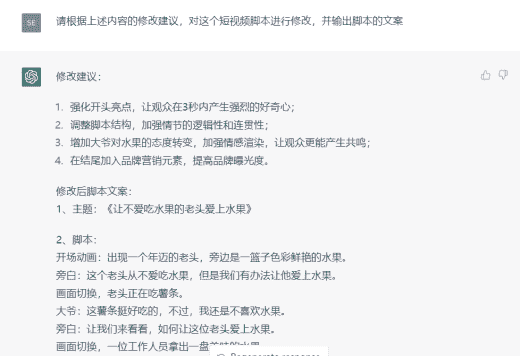 SE
请根据上述内容的修改建议，对这个短视频脚本进行修改，并输出脚本的文案
修改建议：
1. 强化开头亮点，让观众在3秒内产生强烈的好奇心；
2. 调整脚本结构，加强情节的逻辑性和连贯性；
3. 增加大爷对水果的态度转变，加强情感渲染，让观众更能产生共鸣；
4. 在结尾加入品牌营销元素，提高品牌曝光度。
修改后脚本文案：
1、主题：《让不爱吃水果的老头爱上水果》
2、脚本：
开场动画：出现一个年迈的老头，旁边是一篮子色彩鲜艳的水果。
旁白：这个老头从不爱吃水果，但是我们有办法让他爱上水果。
画面切换，老头正在吃薯条。
大爷：这薯条挺好吃的，不过，我还是不喜欢水果。
旁白：让我们来看看，如何让这位老头爱上水果。
画面切换，一位工作人员拿出一盘